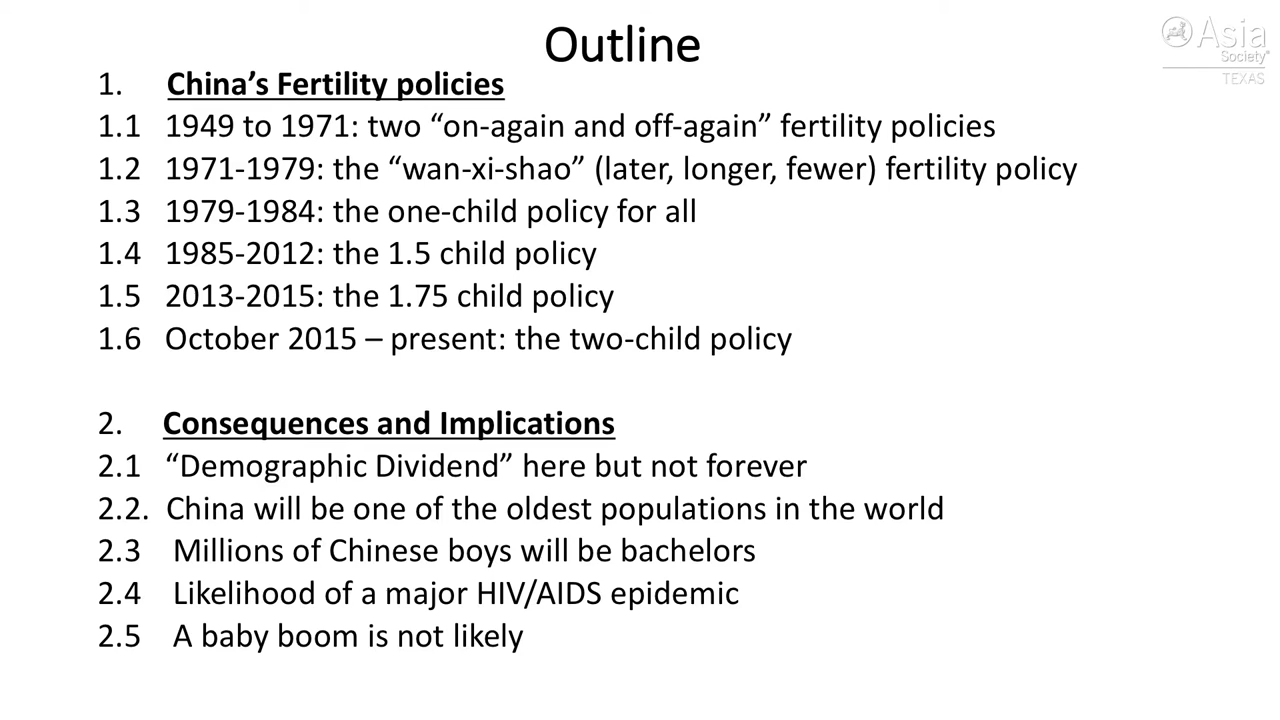 Outline
Asia
Society
TEXAS
1. China’s Fertility policies
1.1 1949 to 1971: two “on-again and off-again” fertility policies
1.2 1971-1979: the “wan-xi-shao” (later, longer, fewer) fertility policy
1.3 1979-1984: the one-child policy for all
1.4 1985-2012: the 1.5 child policy
1.5 2013-2015: the 1.75 child policy
1.6 October 2015 – present: the two-child policy
2. Consequences and Implications
2.1 “Demographic Dividend” here but not forever
2.2. China will be one of the oldest populations in the world
2.3 Millions of Chinese boys will be bachelors
2.4 Likelihood of a major HIV/AIDS epidemic
2.5 A baby boom is not likely